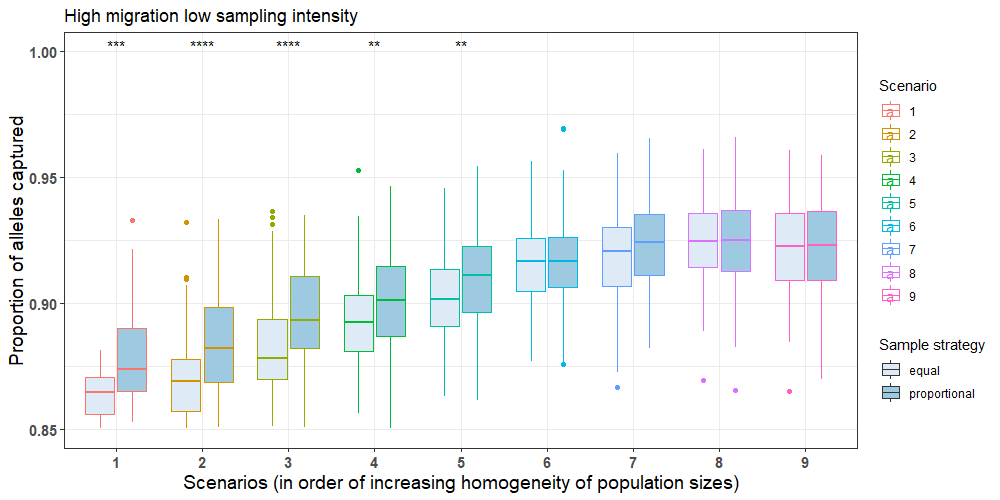 High migration low sampling intensity
*** **** **** ** **
Proportion of alleles captured
1.00
0.95
0.90
0.85
1 2 3 4 5 6 7 8 9
Scenarios (in order of increasing homogeneity of population sizes)
Scenario
a 1
a 2
a 3
a 4
a 5
a 6
a 7
a 8
a 9
Sample strategy
equal
proportional